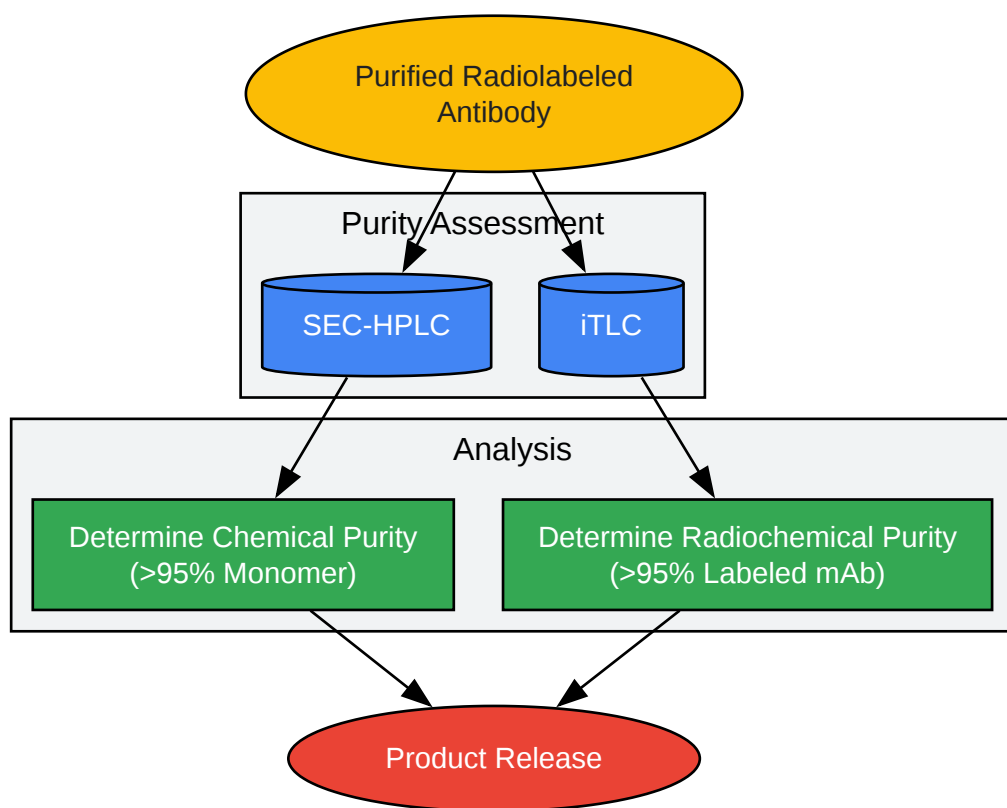 Purified Radiolabeled
Antibody
Purity Assessment
SEC-HPLC
iTLC
Analysis
Determine Chemical Purity
(>95% Monomer)
Determine Radiochemical Purity
(>95% Labeled mAb)
Product Release